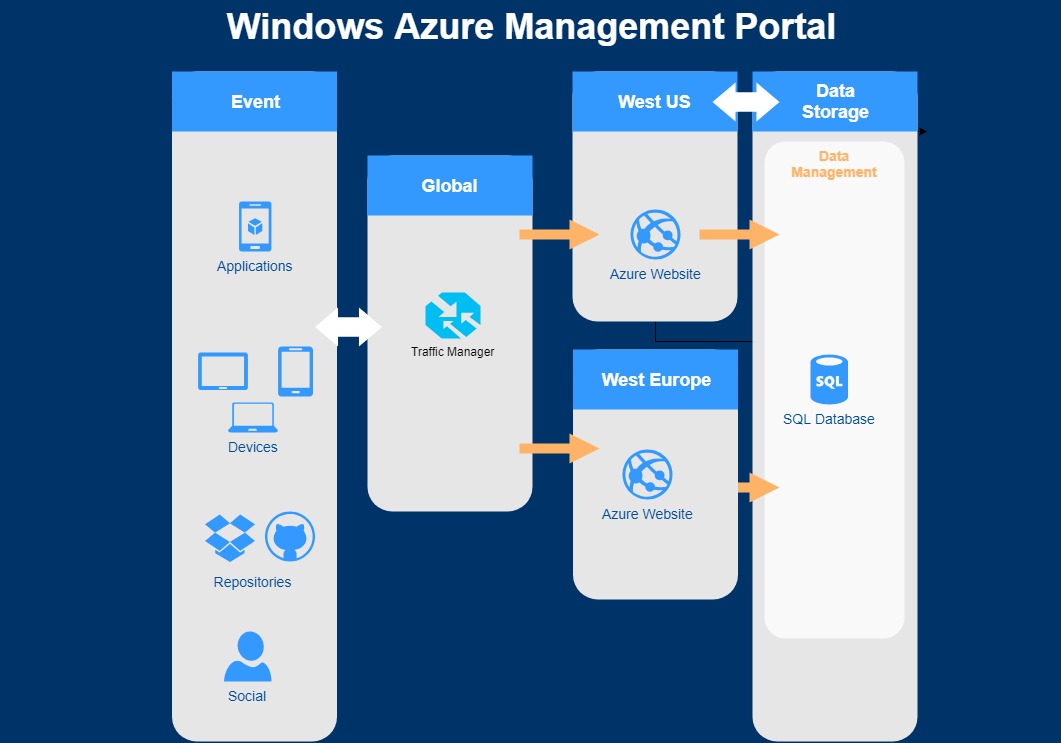 Windows Azure Management Portal
Event
Applications
Devices
Repositories
Social
Global
Traffic Manager
West US
Azure Website
West Europe
Azure Website
Data
Storage
Data
Management
SQL
SQL Database